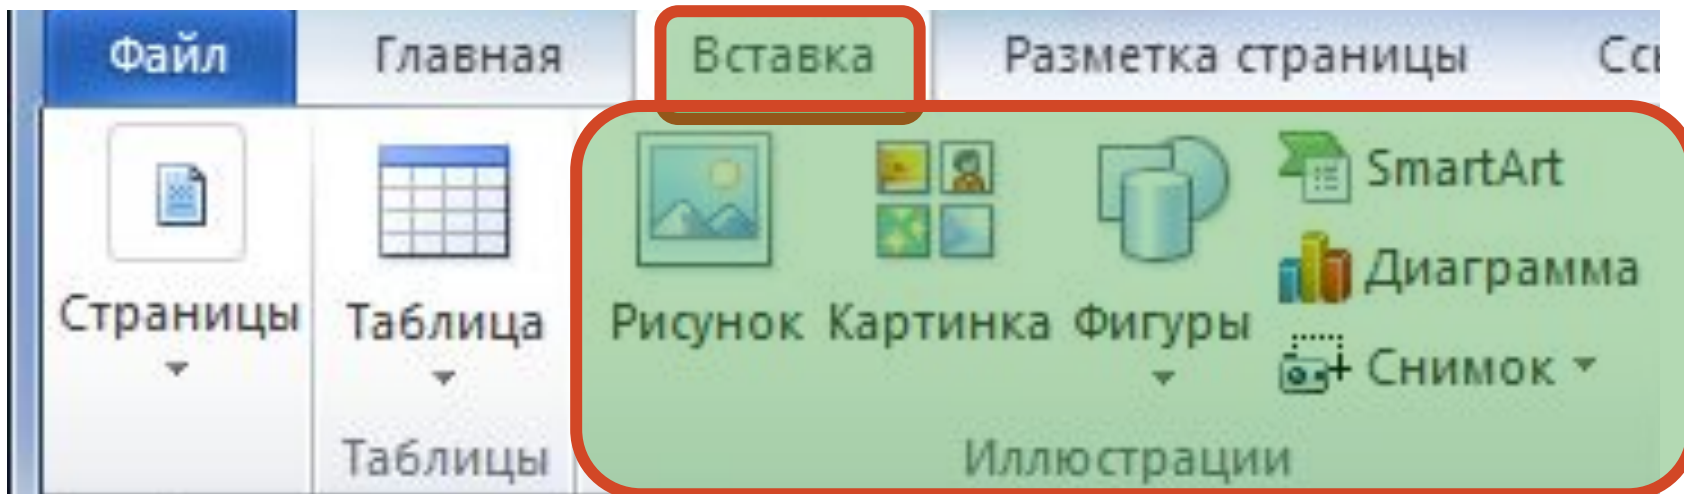 Файл Главная Вставка Разметка страницы
SmartArt
Диаграмма
Страницы Таблица Рисунок Картинка Фигуры
Снимок
Таблицы Иллюстрации